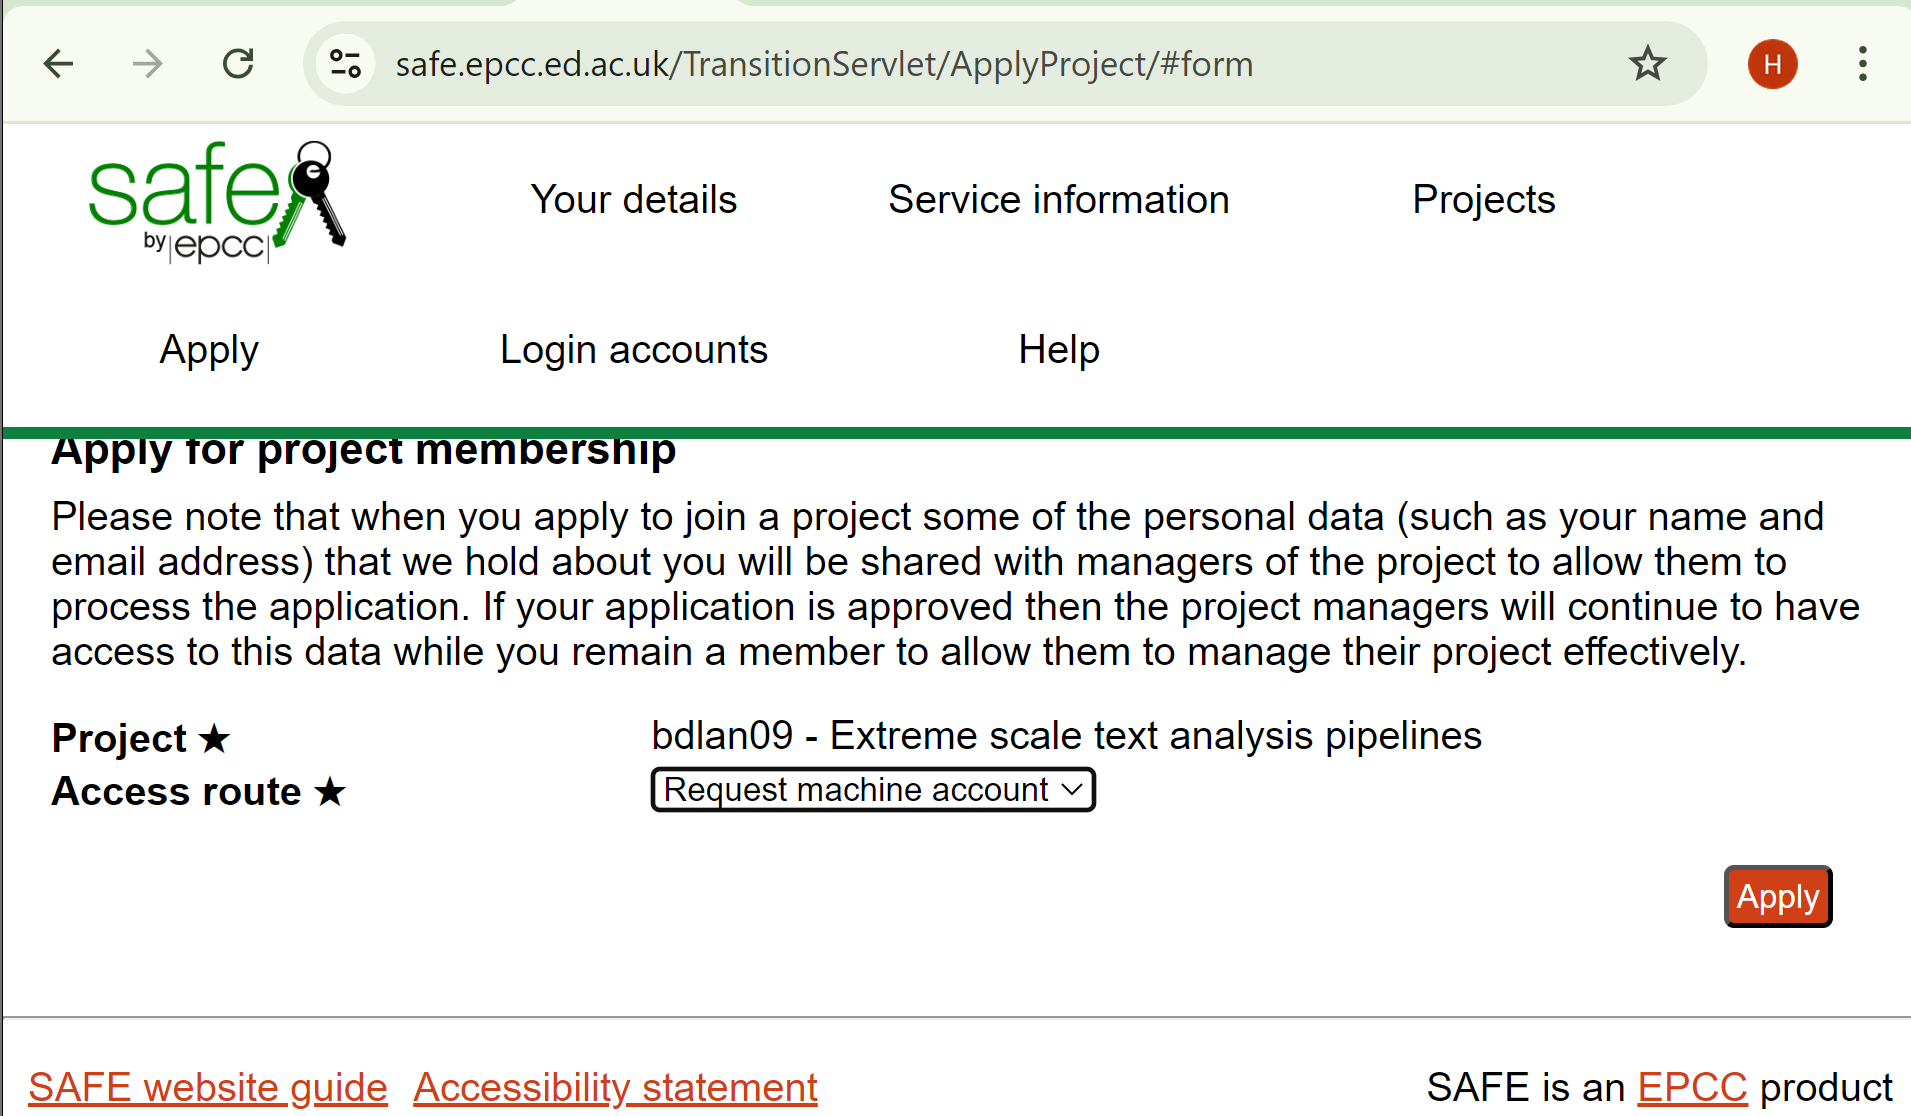 safe.epcc.ed.ac.uk/TransitionServlet/ApplyProject/#form
H
safe
by |epcc|
Your details
Service information
Projects
Apply
Login accounts
Help
Apply for project membership
Please note that when you apply to join a project some of the personal data (such as your name and
email address) that we hold about you will be shared with managers of the project to allow them to
process the application. If your application is approved then the project managers will continue to have
access to this data while you remain a member to allow them to manage their project effectively.
Project ★ bdlan09 - Extreme scale text analysis pipelines
Access route ★ Request machine account
Apply
SAFE website guide Accessibility statement SAFE is an EPCC product